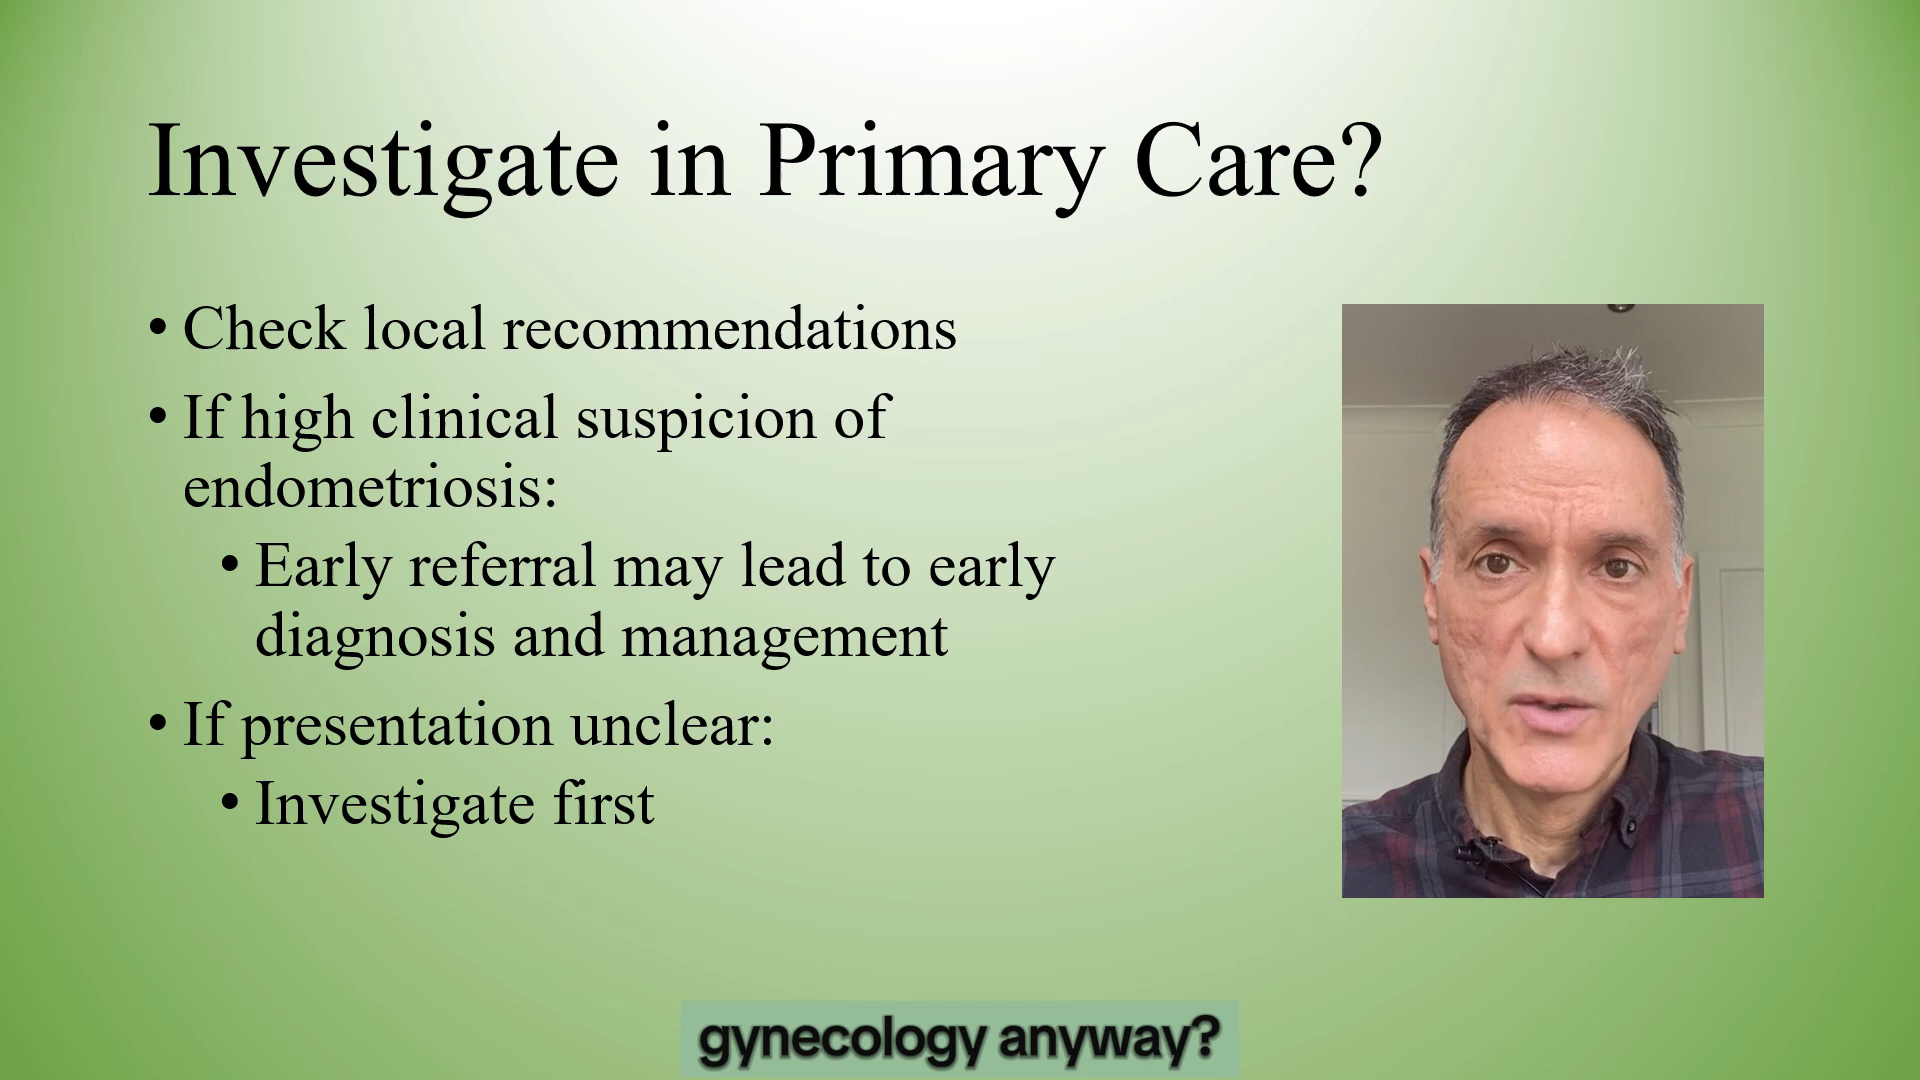 Investigate in Primary Care?
• Check local recommendations
• If high clinical suspicion of
endometriosis:
• Early referral may lead to early
diagnosis and management
• If presentation unclear:
• Investigate first
gynecology anyway?